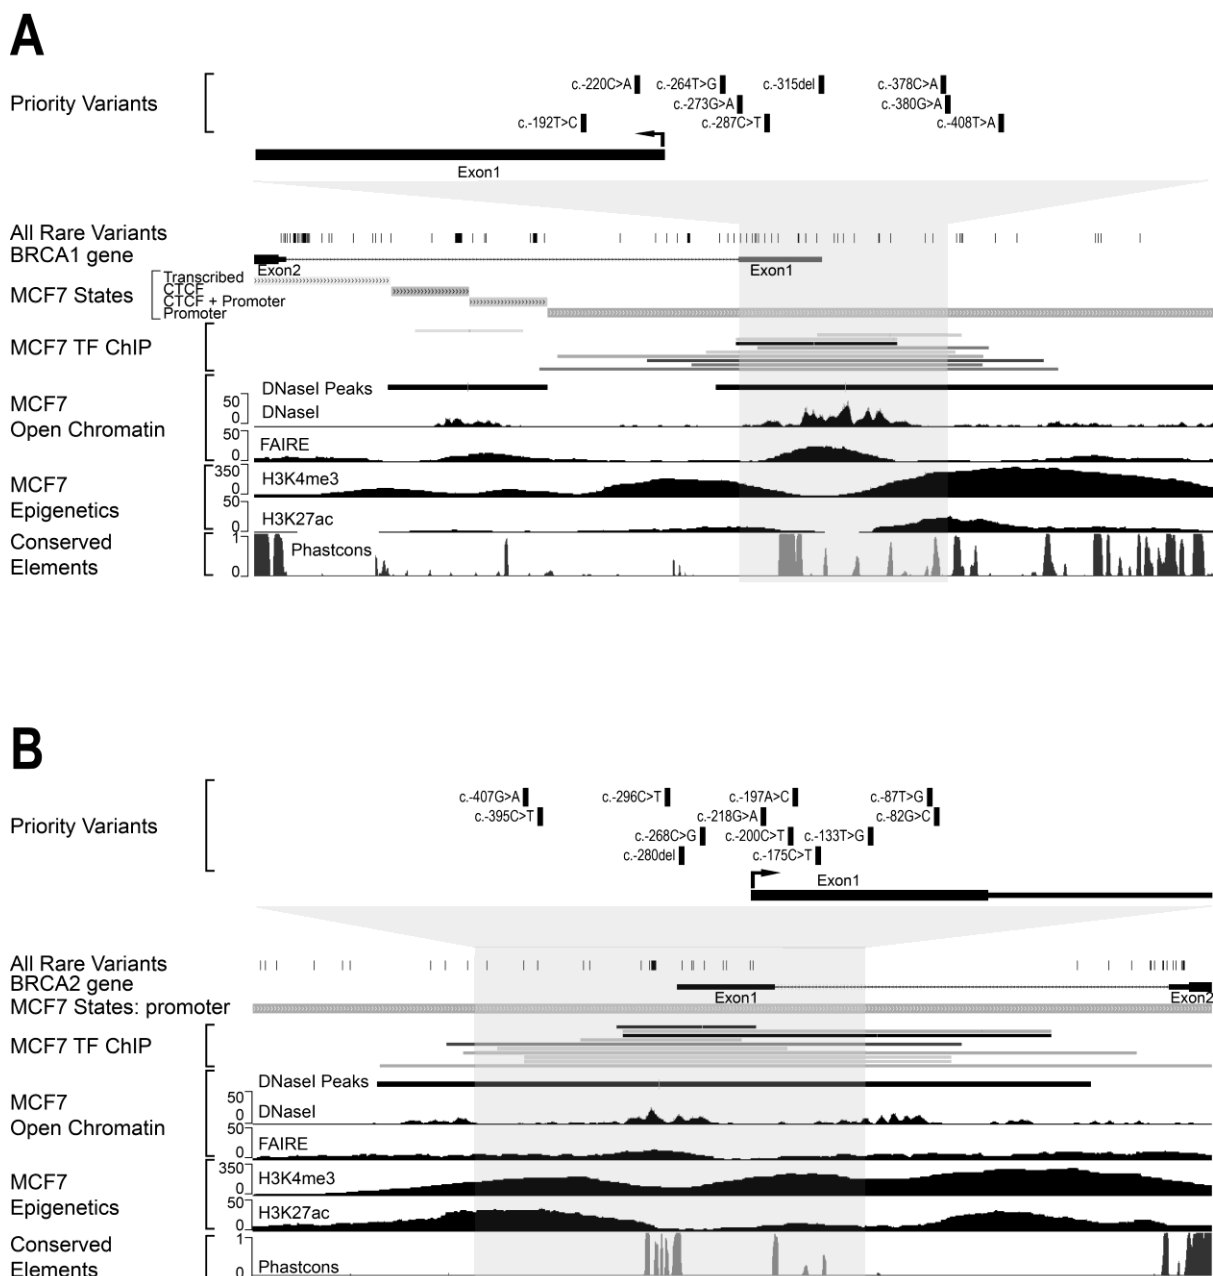 A
Priority Variants
c.-220C>A
c.-264T>G
c.-315del
c.-378C>A
c.-273G>A
c.-380G>A
c.-192T>C
c.-287C>T
c.-408T>A
Exon1
All Rare Variants
BRCA1 gene
Exon2
Exon1
MCF7 States
Transcribed
CTCF
CTCF + Promoter
Promoter
MCF7 TF ChIP
MCF7
Open Chromatin
DNaseI Peaks
50
0
DNaseI
50
0
FAIRE
MCF7
Epigenetics
350
0
H3K4me3
50
0
H3K27ac
Conserved
Elements
1
0
Phastcons
B
Priority Variants
c.-407G>A
c.-296C>T
c.-197A>C
c.-87T>G
c.-395C>T
c.-218G>A
c.-82G>C
c.-268C>G
c.-200C>T
c.-133T>G
c.-280del
c.-175C>T
Exon1
All Rare Variants
BRCA2 gene
Exon1
Exon2
MCF7 States: promoter
MCF7 TF ChIP
MCF7
Open Chromatin
DNaseI Peaks
50
0
DNaseI
50
0
FAIRE
MCF7
Epigenetics
350
0
H3K4me3
50
0
H3K27ac
Conserved
Elements
1
0
Phastcons